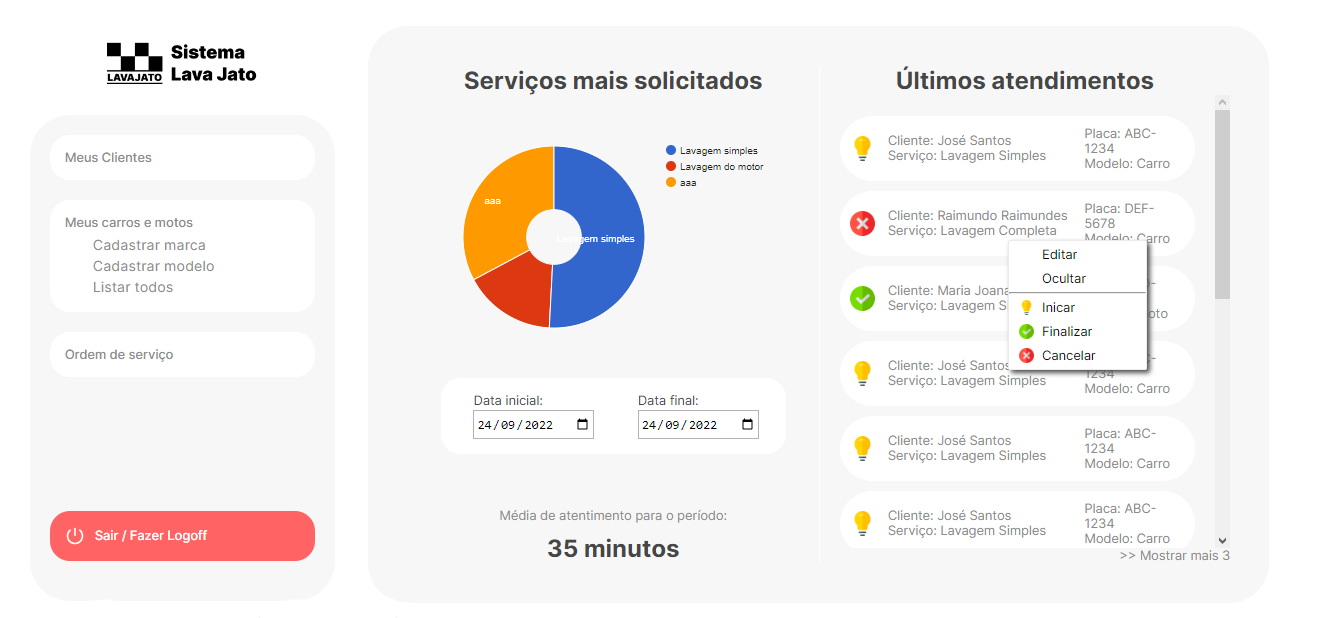 Sistema
Lava Jato
LAVAJATO
Meus Clientes
Meus carros e motos
Cadastrar marca
Cadastrar modelo
Listar todos
Ordem de serviço
Sair / Fazer Logoff
Serviços mais solicitados
Lavagem simples
Lavagem do motor
aaa
aaa
Lavagem simples
Data inicial:
24/09/2022
Data final:
24/09/2022
Média de atentimento para o período:
35 minutos
Últimos atendimentos
Cliente: José Santos
Serviço: Lavagem Simples
Placa: ABC-
1234
Modelo: Carro
Cliente: Raimundo Raimundes
Serviço: Lavagem Completa
Placa: DEF-
5678
Modelo: Carro
Cliente: Maria Joana
Serviço: Lavagem S
oto
Editar
Ocultar
Inicar
Finalizar
Cancelar
Cliente: José Santos
Serviço: Lavagem Simples
1234
Modelo: Carro
Cliente: José Santos
Serviço: Lavagem Simples
Placa: ABC-
1234
Modelo: Carro
Cliente: José Santos
Serviço: Lavagem Simples
Placa: ABC-
1234
Modelo: Carro
>> Mostrar mais 3